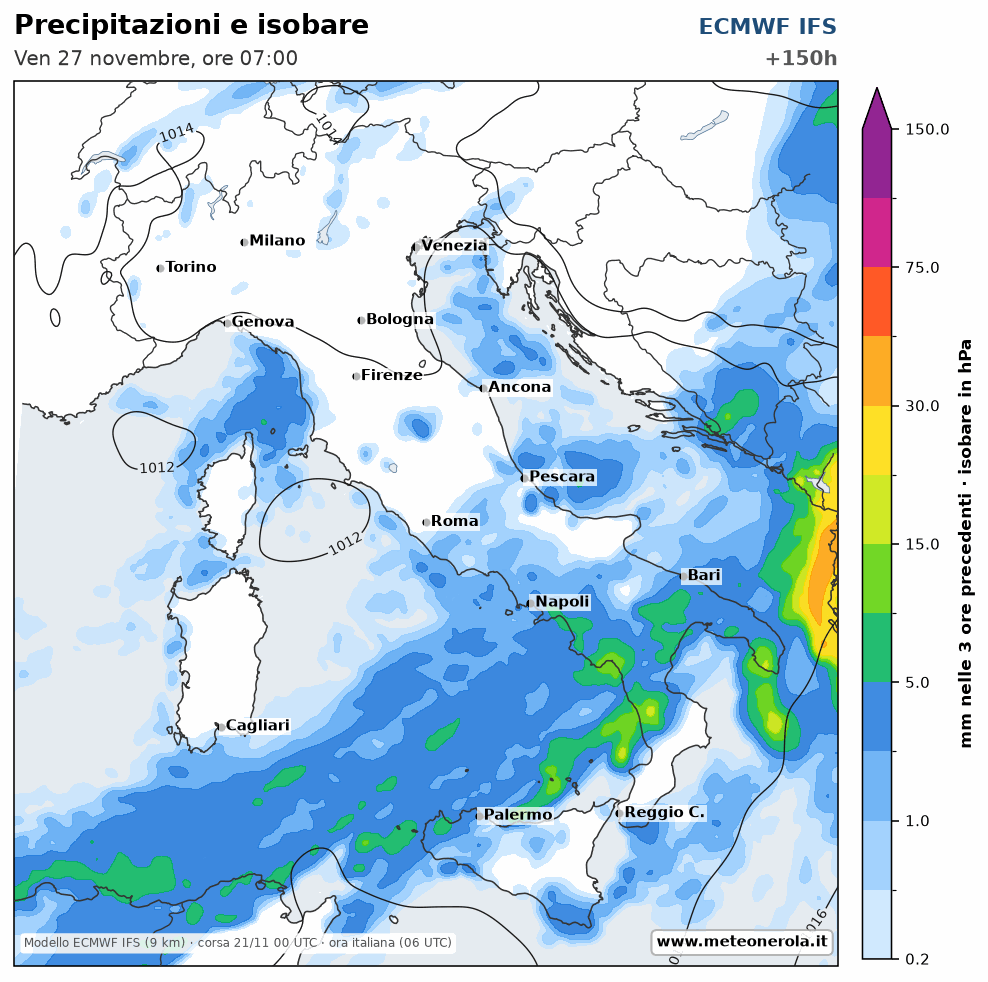 Precipitazioni e isobare
ECMWF IFS
Ven 27 novembre, ore 07:00
+150h
1014
Milano
Venezia
Torino
Genova
Bologna
Firenze
Ancona
1012
Pescara
Roma
1012
Bari
Napoli
Cagliari
Palermo
Reggio C.
Modello ECMWF IFS (9 km) · corsa 21/11 00 UTC · ora italiana (06 UTC)
www.meteonerola.it
150.0
75.0
30.0
15.0
5.0
1.0
0.2
mm nelle 3 ore precedenti · isobare in hPa